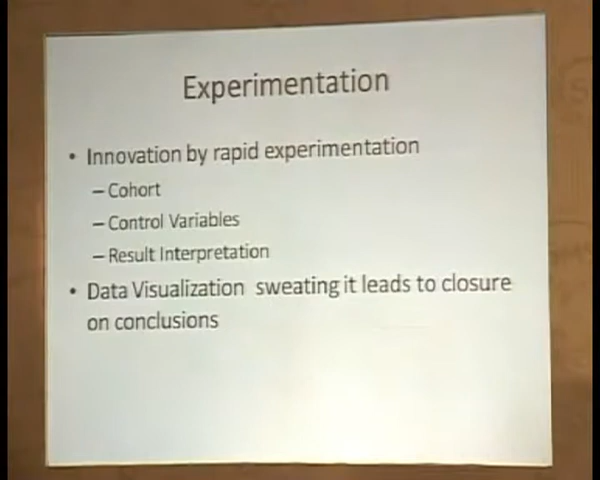 Experimentation
• Innovation by rapid experimentation
– Cohort
– Control Variables
– Result Interpretation
• Data Visualization sweating it leads to closure
on conclusions